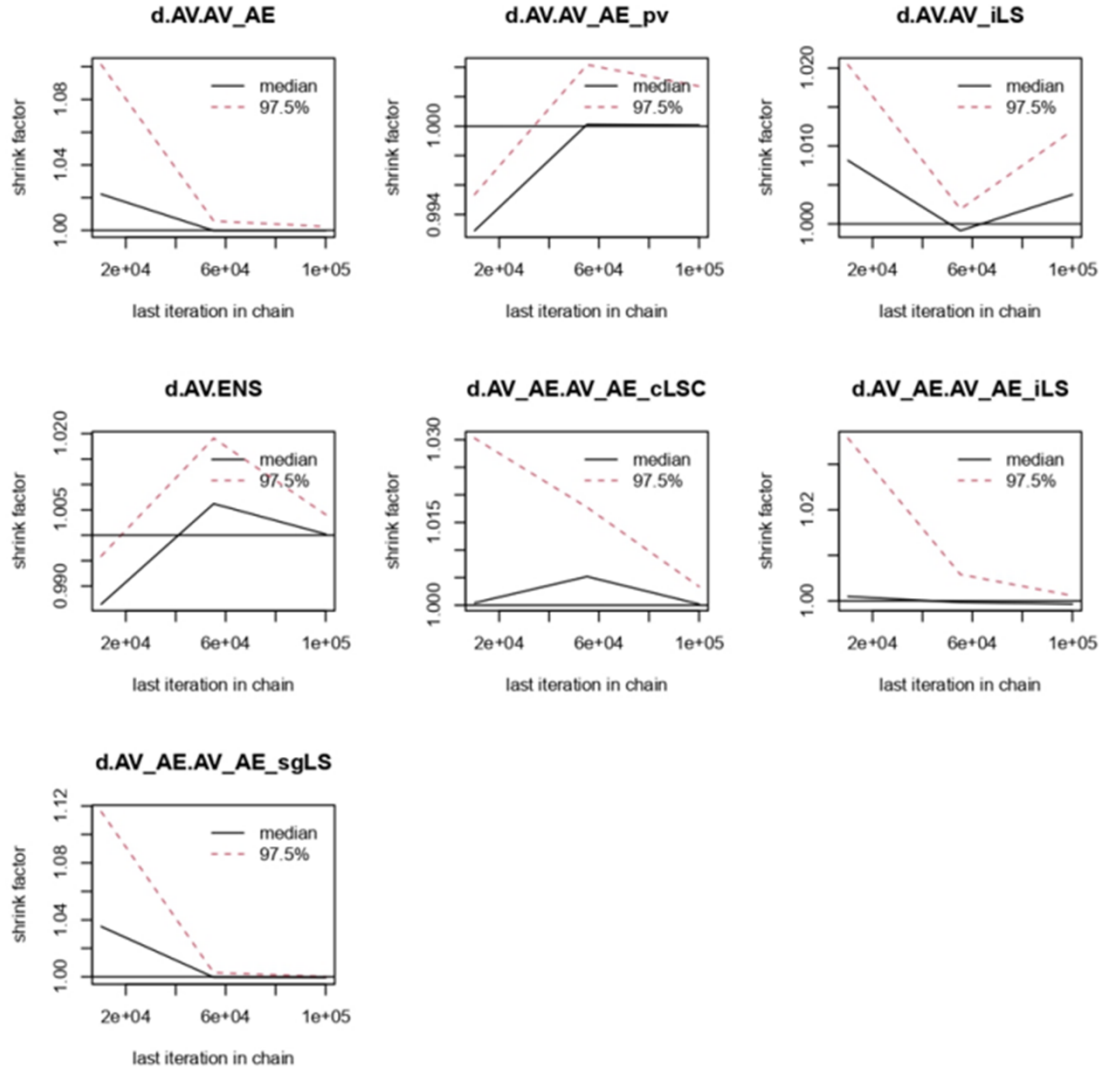 d.AV.AV_AE
shrink factor
1.00 1.04 1.08
median
97.5%
2e+04 6e+04 1e+05
last iteration in chain
d.AV.AV_AE_pv
shrink factor
0.994 1.000
median
97.5%
2e+04 6e+04 1e+05
last iteration in chain
d.AV.AV_iLS
shrink factor
1.000 1.010 1.020
median
97.5%
2e+04 6e+04 1e+05
last iteration in chain
d.AV.ENS
shrink factor
0.990 1.005 1.020
median
97.5%
2e+04 6e+04 1e+05
last iteration in chain
d.AV_AE.AV_AE_cLSC
shrink factor
1.000 1.015 1.030
median
97.5%
2e+04 6e+04 1e+05
last iteration in chain
d.AV_AE.AV_AE_iLS
shrink factor
1.00 1.02
median
97.5%
2e+04 6e+04 1e+05
last iteration in chain
d.AV_AE.AV_AE_sgLS
shrink factor
1.00 1.04 1.08 1.12
median
97.5%
2e+04 6e+04 1e+05
last iteration in chain